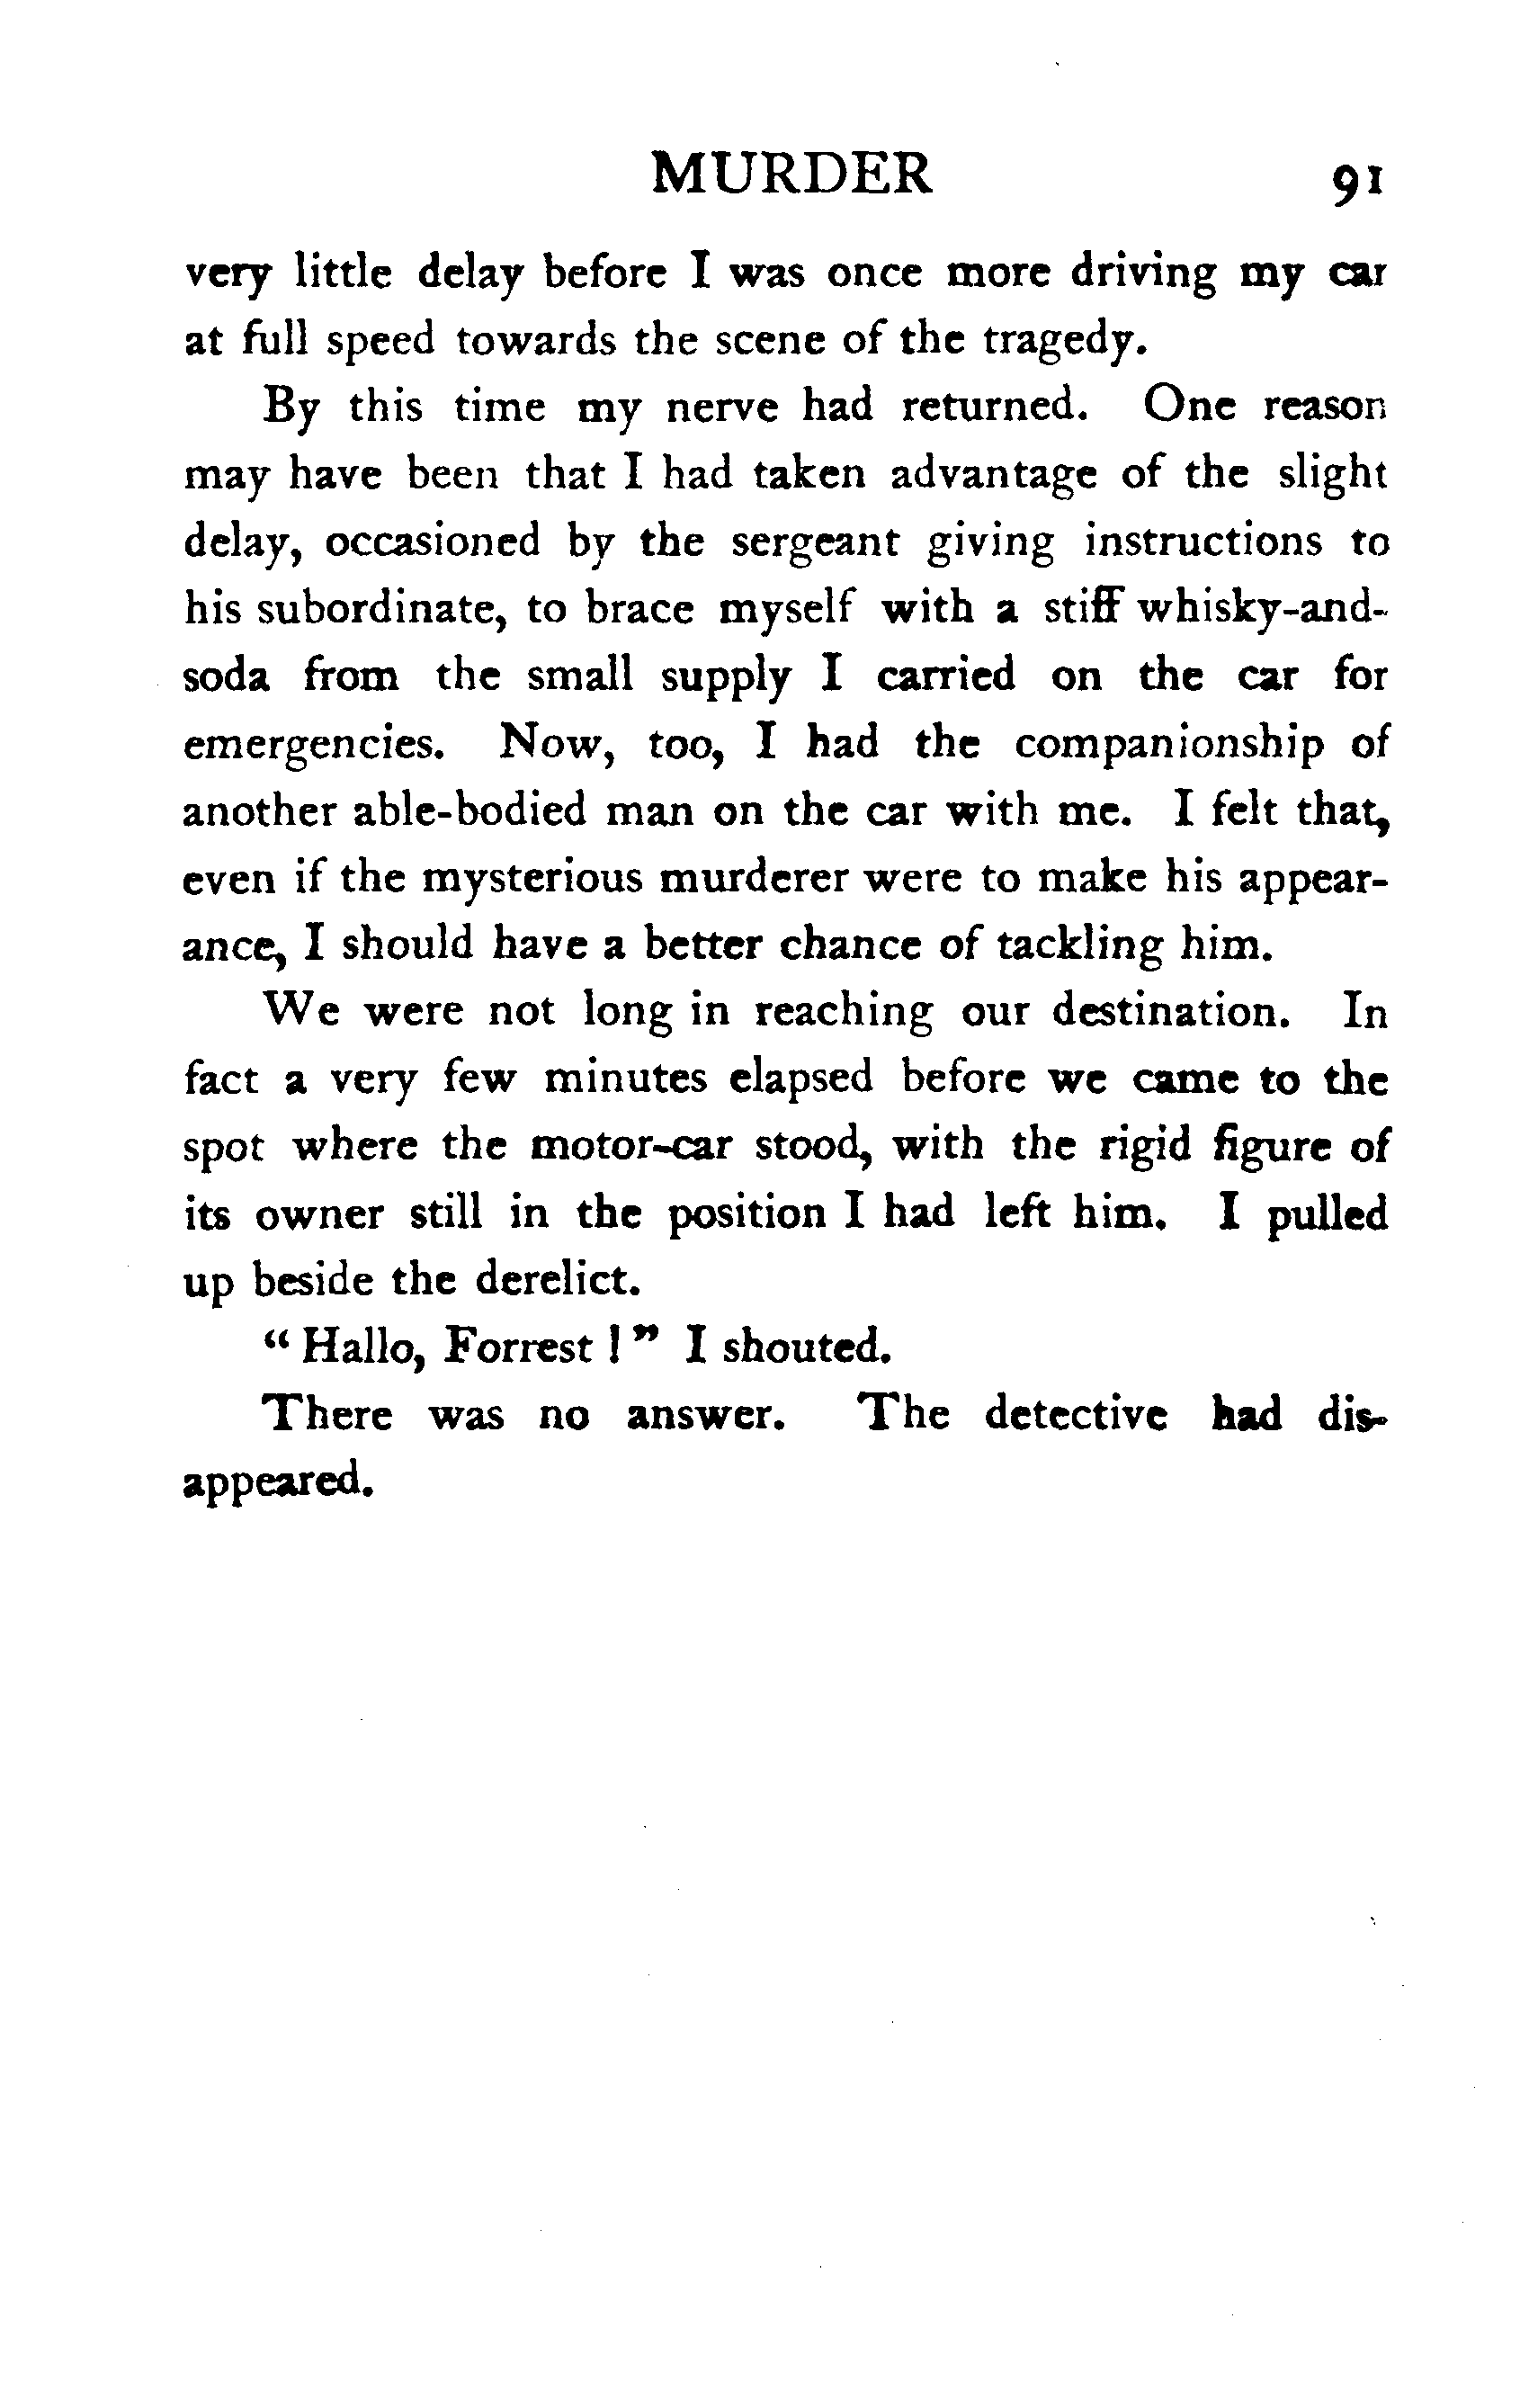 MURDER 91
very little delay before I was once more driving my car
at full speed towards the scene of the tragedy.
By this time my nerve had returned. One reason
may have been that I had taken advantage of the slight
delay, occasioned by the sergeant giving instructions to
his subordinate, to brace myself with a stiff whisky-and-
soda from the small supply I carried on the car for
emergencies. Now, too, I had the companionship of
another able-bodied man on the car with me. I felt that,
even if the mysterious murderer were to make his appear-
ance, I should have a better chance of tackling him.
We were not long in reaching our destination. In
fact a very few minutes elapsed before we came to the
spot where the motor-car stood, with the rigid figure of
its owner still in the position I had left him. I pulled
up beside the derelict.
“ Hallo, Forrest ! ” I shouted.
There was no answer. The detective had dis-
appeared.